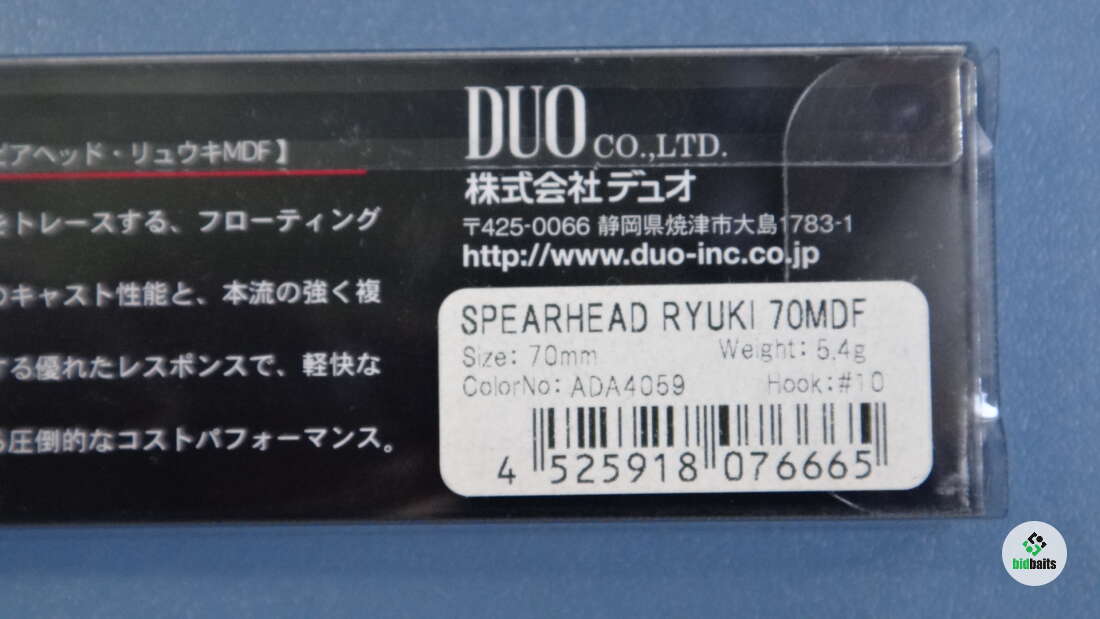 ピアヘッド・リュウキMDF】
をトレースする、フローティング
のキャスト性能と、本流の強く複
する優れたレスポンスで、軽快な
圧倒的なコストパフォーマンス。
DUO CO.,LTD.
株式会社デュオ
〒425-0066 静岡県焼津市大島1783-1
http://www.duo-inc.co.jp
SPEARHEAD RYUKI 70MDF
Size: 70mm Weight: 5.4g
ColorNo: ADA4059 Hook:#10
4 525918 076665
bidbaits